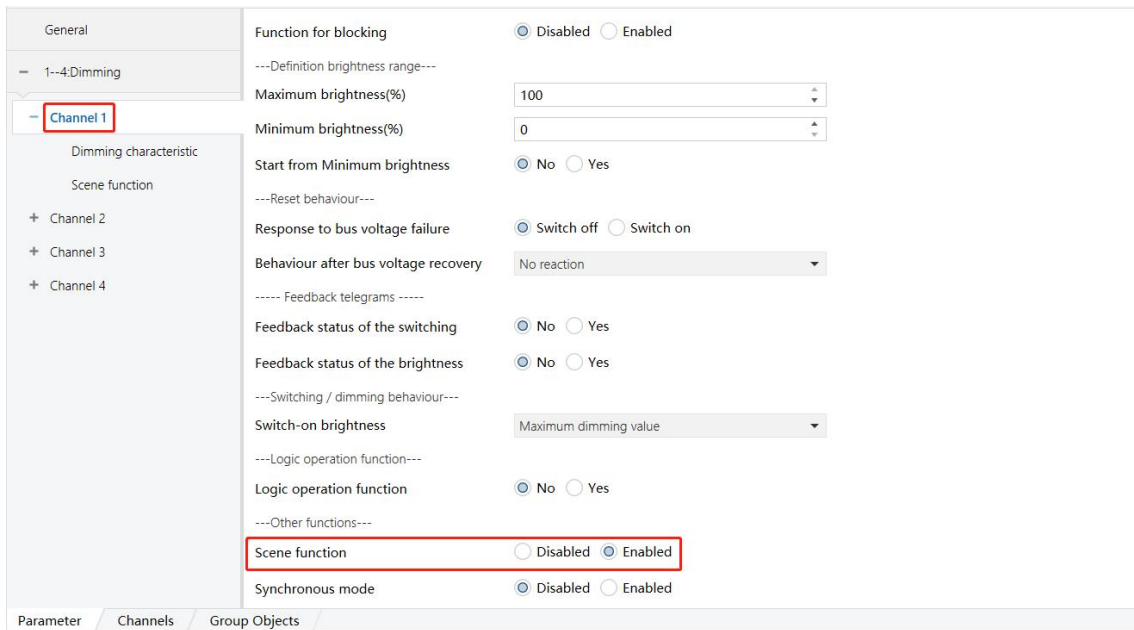 General
1--4:Dimming
Channel 1
Dimming characteristic
Scene function
Channel 2
Channel 3
Channel 4
Function for blocking Disabled Enabled
---Definition brightness range---
Maximum brightness(%) 100
Minimum brightness(%) 0
Start from Minimum brightness No Yes
---Reset behaviour---
Response to bus voltage failure Switch off Switch on
Behaviour after bus voltage recovery No reaction
----- Feedback telegrams -----
Feedback status of the switching No Yes
Feedback status of the brightness No Yes
---Switching / dimming behaviour---
Switch-on brightness Maximum dimming value
---Logic operation function---
Logic operation function No Yes
---Other functions---
Scene function Disabled Enabled
Synchronous mode Disabled Enabled
Parameter Channels Group Objects